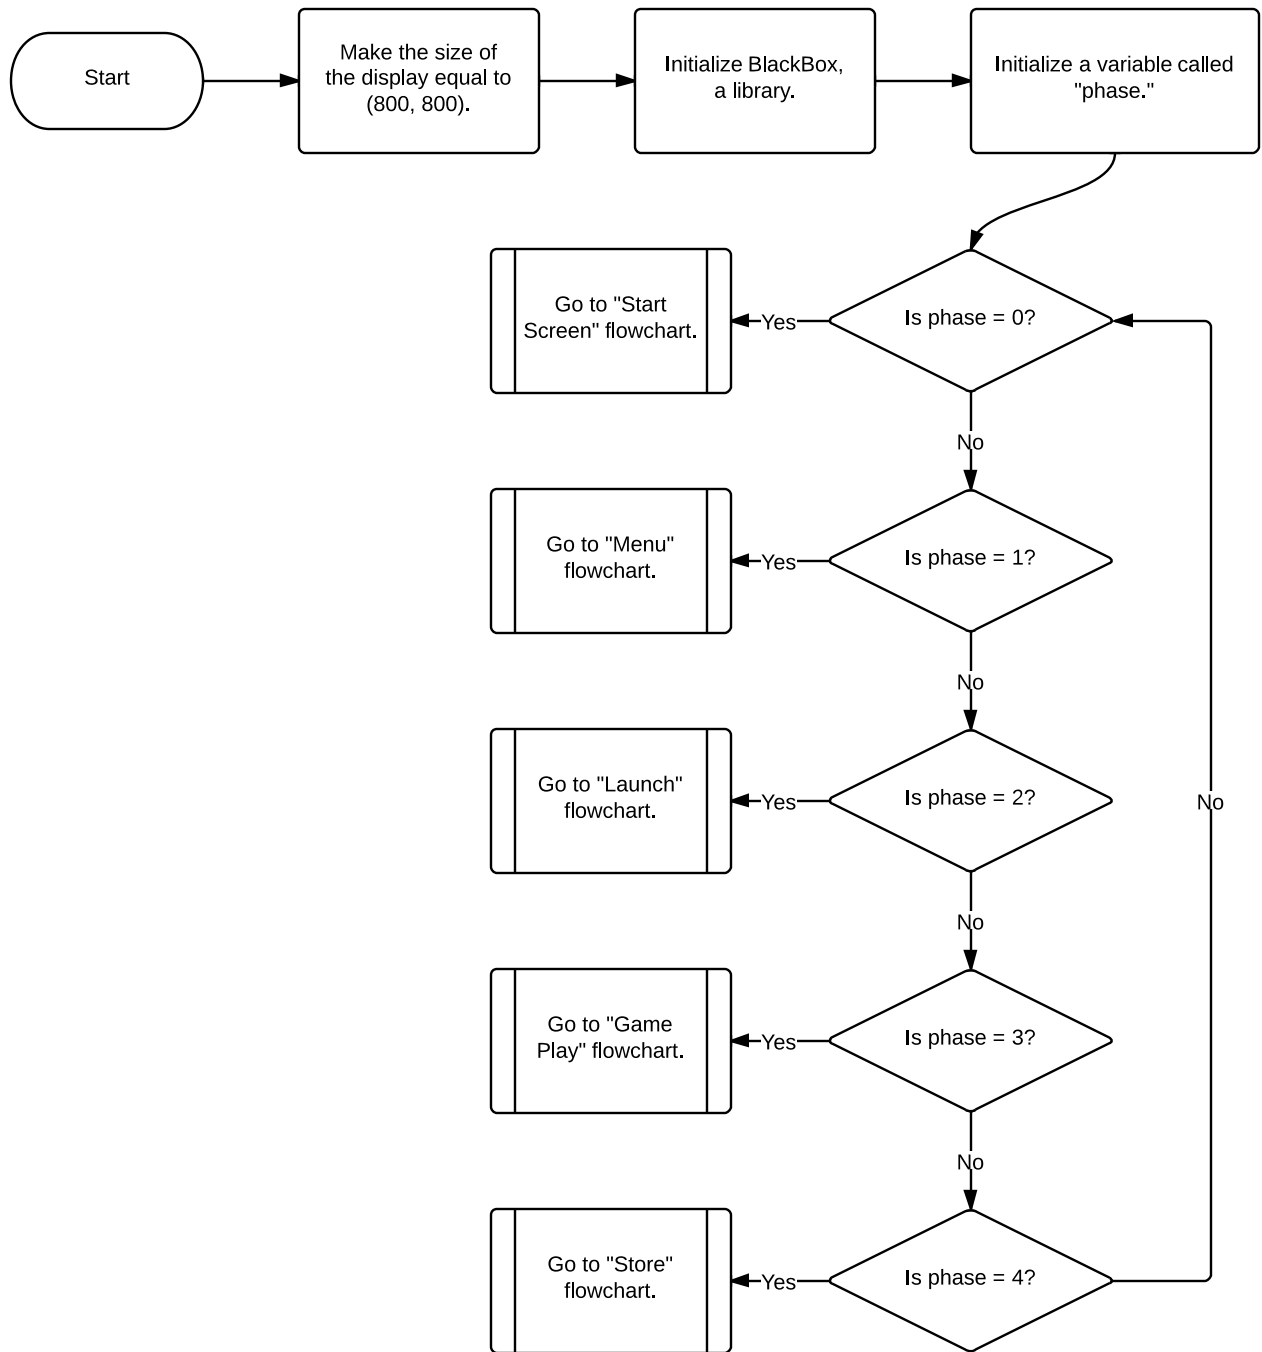 Start
Make the size of
the display equal to
(800, 800).
Initialize BlackBox,
a library.
Initialize a variable called
"phase."
Go to "Start
Screen" flowchart.
Yes
Is phase = 0?
No
Go to "Menu"
flowchart.
Yes
Is phase = 1?
No
Go to "Launch"
flowchart.
Yes
Is phase = 2?
No
No
Go to "Game
Play" flowchart.
Yes
Is phase = 3?
No
Go to "Store"
flowchart.
Yes
Is phase = 4?